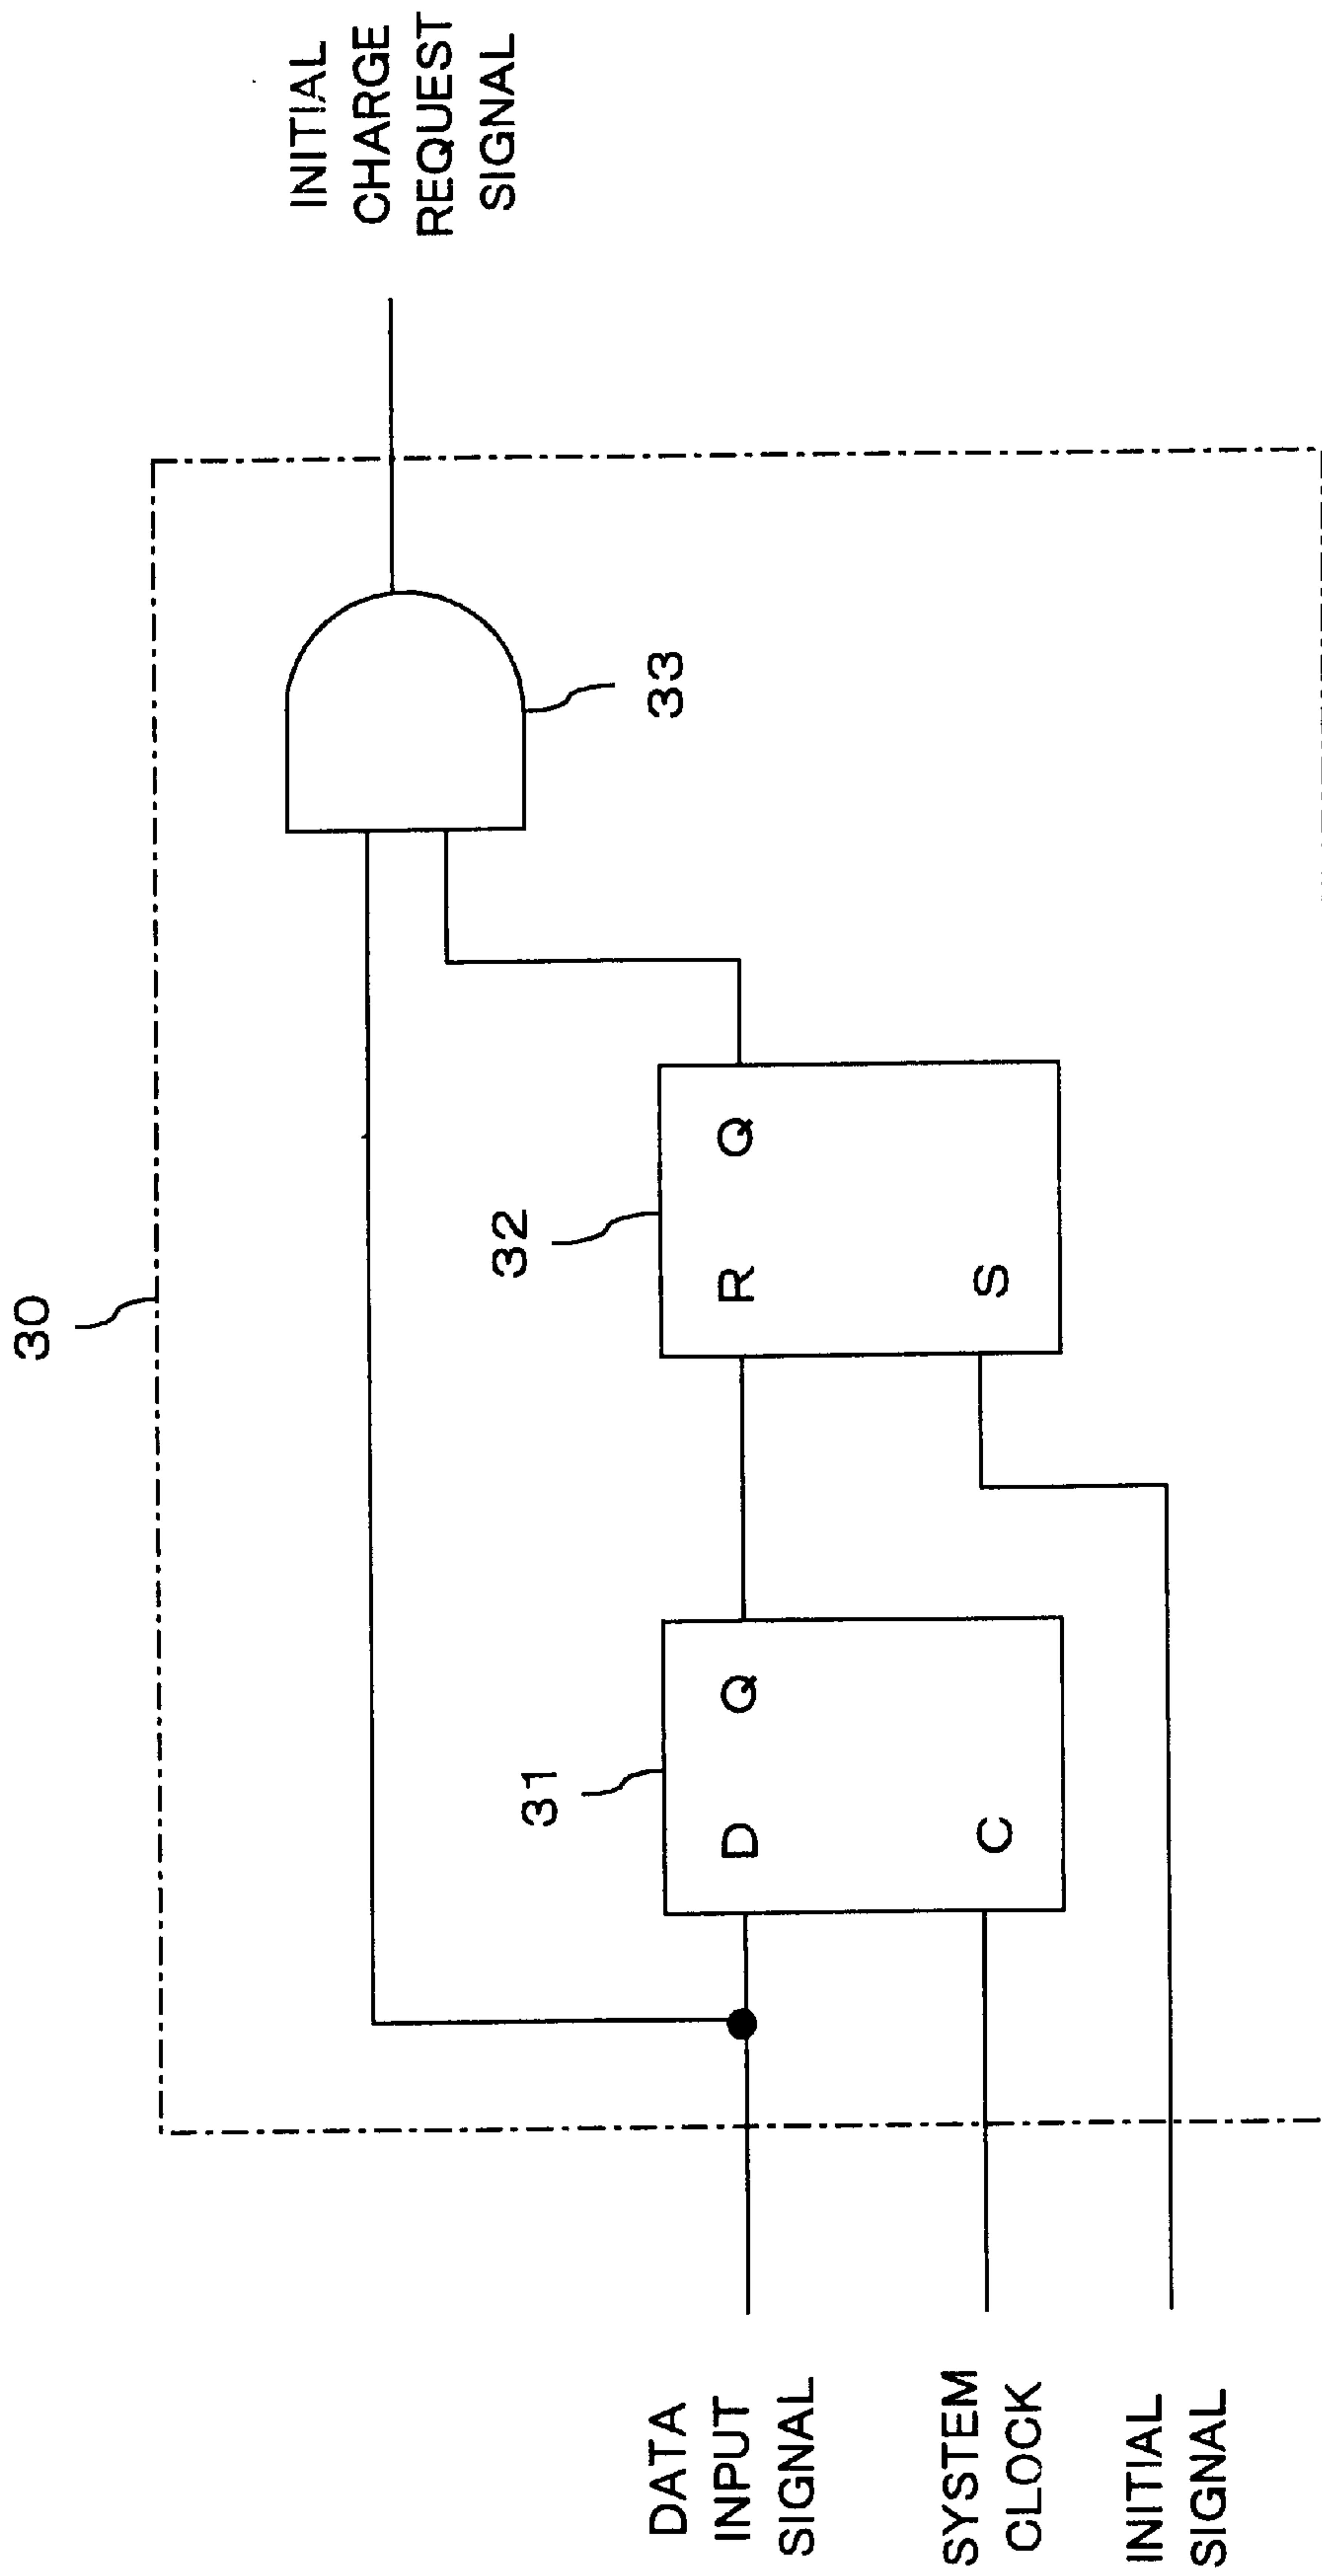 30
INITIAL
CHARGE
REQUEST
SIGNAL
33
32
R Q
S
31
D Q
C
DATA
INPUT
SIGNAL
SYSTEM
CLOCK
INITIAL
SIGNAL